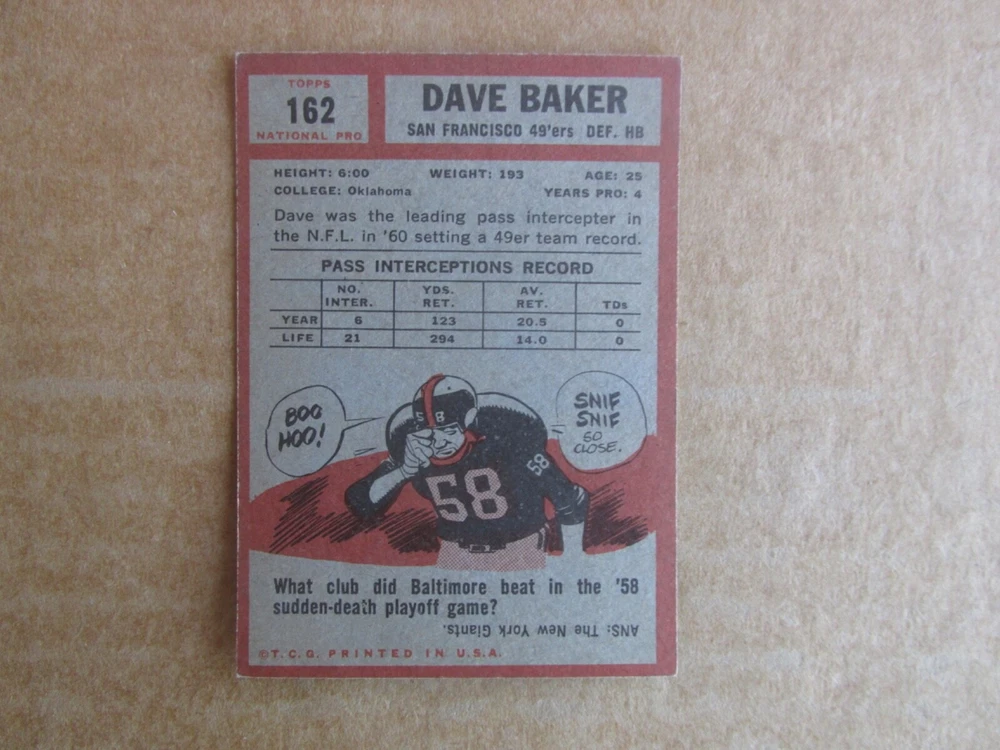 TOPPS
162
NATIONAL PRO
DAVE BAKER
SAN FRANCISCO 49'ers DEF. HB
HEIGHT: 6:00 WEIGHT: 193 AGE: 25
COLLEGE: Oklahoma YEARS PRO: 4
Dave was the leading pass intercepter in
the N.F.L. in '60 setting a 49er team record.
PASS INTERCEPTIONS RECORD
NO. INTER. YDS. RET. AV. RET. TDs
YEAR 6 123 20.5 0
LIFE 21 294 14.0 0
BOO
HOO!
SNIF
SNIF
SO
CLOSE.
58
58
58
What club did Baltimore beat in the '58
sudden-death playoff game?
ANS: The New York Giants.
©T.C.G. PRINTED IN U.S.A.